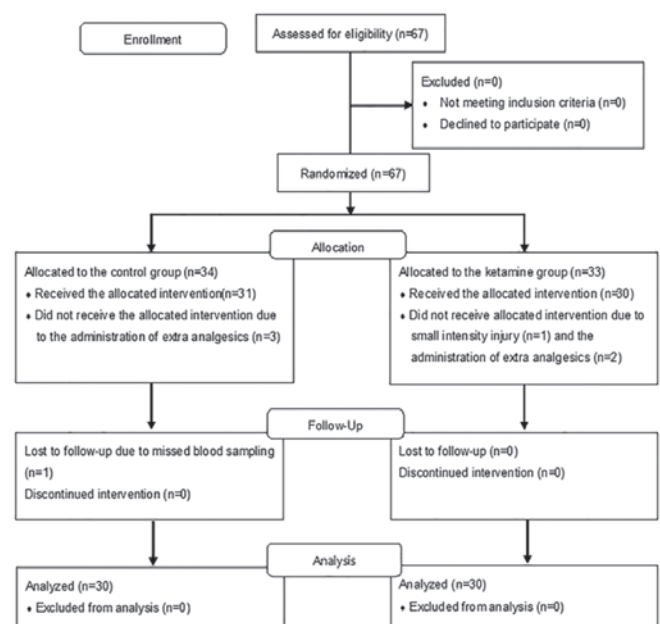 Enrollment
Assessed for eligibility (n=67)
Excluded (n=0)
♦ Not meeting inclusion criteria (n=0)
♦ Declined to participate (n=0)
Randomized (n=67)
Allocation
Allocated to the control group (n=34)
♦ Received the allocated intervention(n=31)
♦ Did not receive the allocated intervention due
to the administration of extra analgesics (n=3)
Allocated to the ketamine group (n=33)
♦ Received the allocated intervention (n=30)
♦ Did not receive allocated intervention due to
small intensity injury (n=1) and the
administration of extra analgesics (n=2)
Follow-Up
Lost to follow-up due to missed blood sampling
(n=1)
Discontinued intervention (n=0)
Lost to follow-up (n=0)
Discontinued intervention (n=0)
Analysis
Analyzed (n=30)
♦ Excluded from analysis (n=0)
Analyzed (n=30)
♦ Excluded from analysis (n=0)